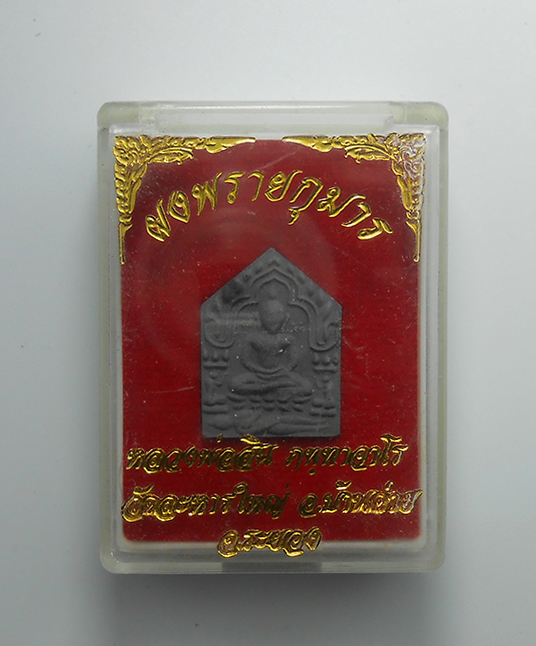 ผงพรายกุมาร
หลวงพ่อสิน ภทฺทาจาโร
วัดละหารใหญ่ อ.บ้านค่าย
จ.ระยอง